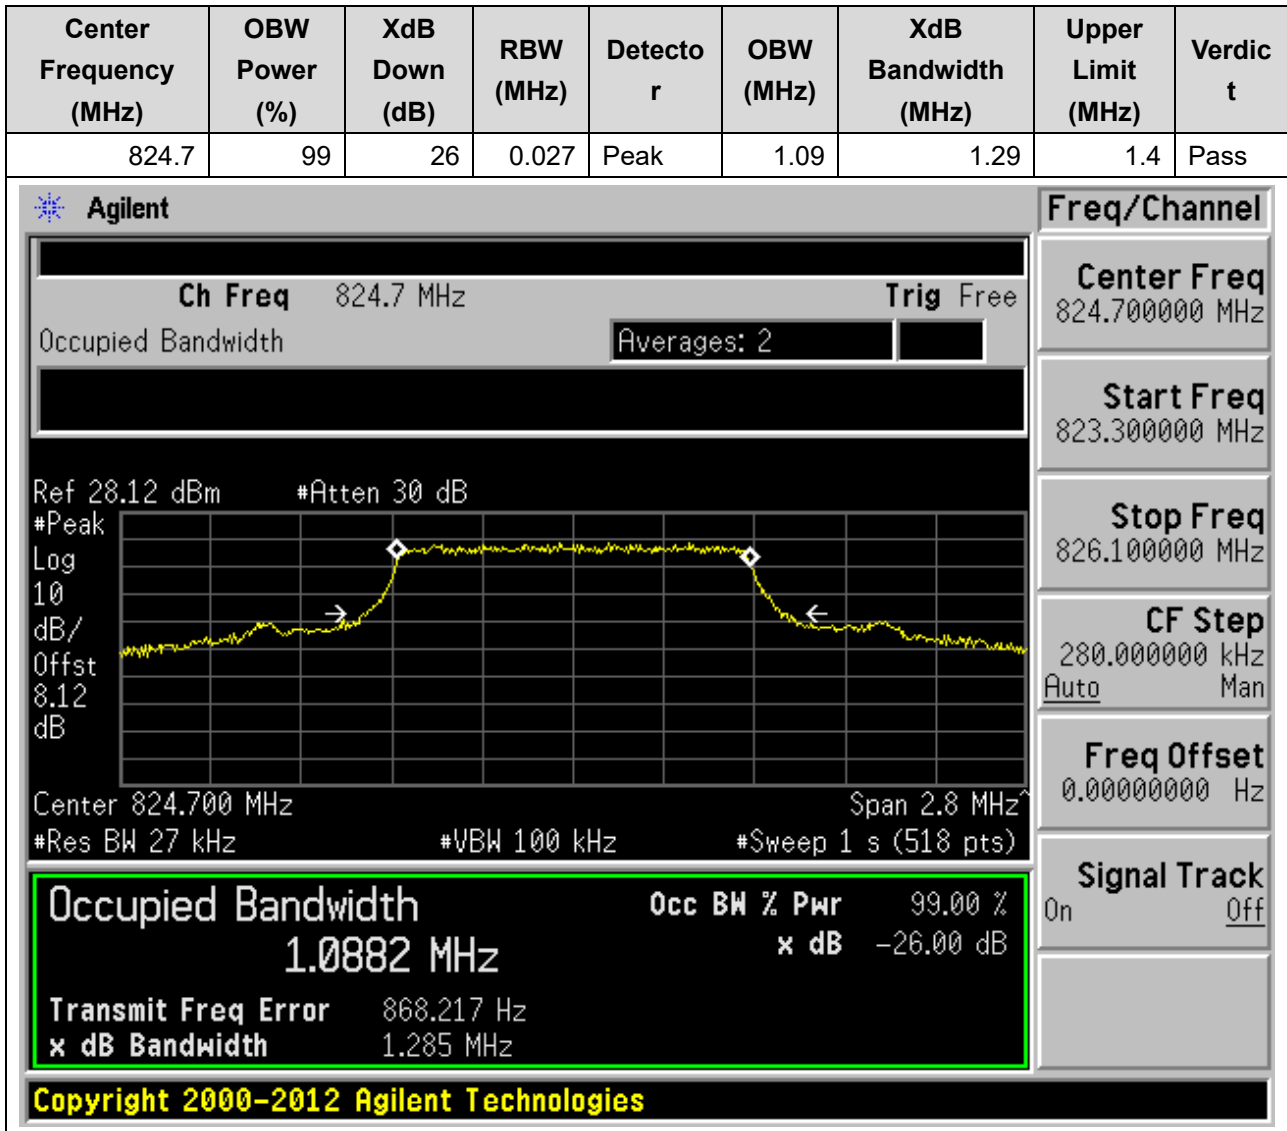 Center Frequency (MHz) OBW Power (%) XdB Down (dB) RBW (MHz) Detecto r OBW (MHz) XdB Bandwidth (MHz) Upper Limit (MHz) Verdic t
824.7 99 26 0.027 Peak 1.09 1.29 1.4 Pass
Agilent
Freq/Channel
Ch Freq 824.7 MHz Trig Free
Occupied Bandwidth Averages: 2
Ref 28.12 dBm #Atten 30 dB
#Peak
Log
10
dB/
Offst
8.12
dB
Center 824.700 MHz Span 2.8 MHz^
#Res BW 27 kHz #VBW 100 kHz #Sweep 1 s (518 pts)
Occupied Bandwidth Occ BW % Pwr 99.00 %
1.0882 MHz x dB -26.00 dB
Transmit Freq Error 868.217 Hz
x dB Bandwidth 1.285 MHz
Center Freq
824.700000 MHz
Start Freq
823.300000 MHz
Stop Freq
826.100000 MHz
CF Step
280.000000 kHz
Auto Man
Freq Offset
0.00000000 Hz
Signal Track
On Off
Copyright 2000-2012 Agilent Technologies